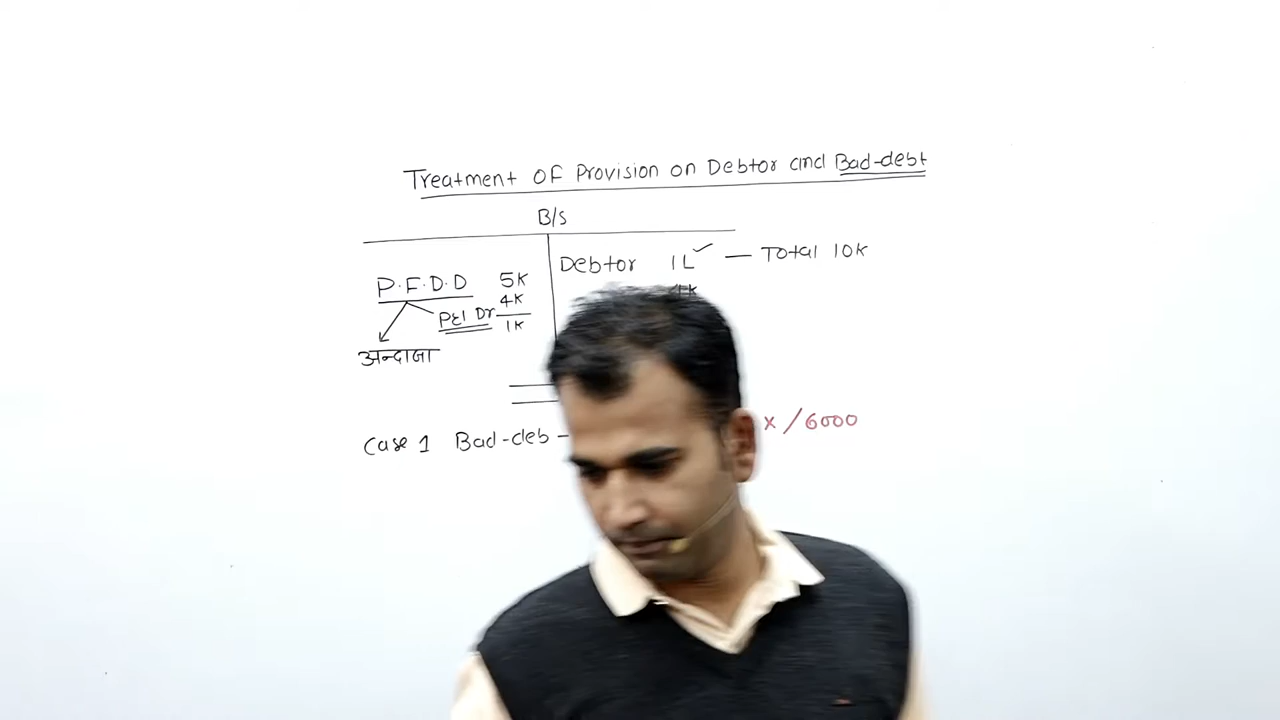 Treatment OF Provision on Debtor and Bad-debt
B/S
P.F.D.D 5K
Debtor 1L ✓ — Total 10K
4K
P&l Dr
1K
अन्दाजा
Case 1 Bad-deb -
x /6000